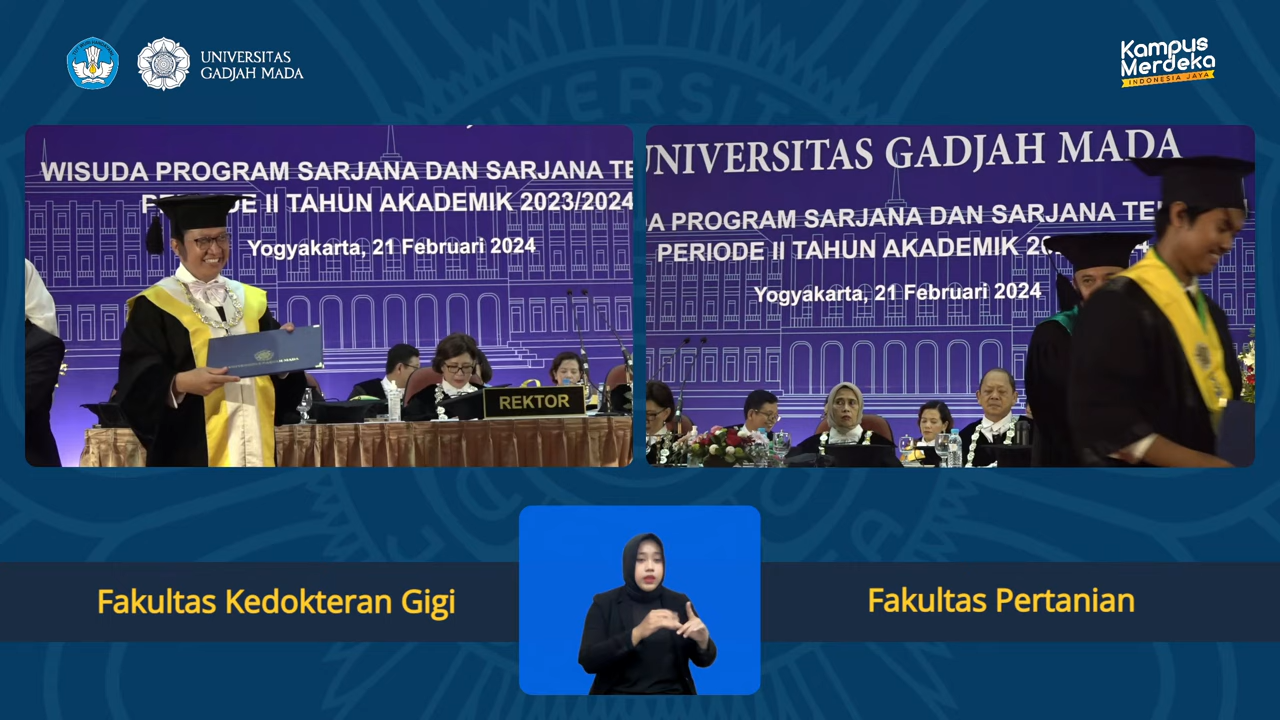 UNIVERSITAS
GADJAH MADA
Kampus
Merdeka
INDONESIA JAYA
WISUDA PROGRAM SARJANA DAN SARJANA TE
PERIODE II TAHUN AKADEMIK 2023/2024
Yogyakarta, 21 Februari 2024
REKTOR
UNIVERSITAS GADJAH MADA
DA PROGRAM SARJANA DAN SARJANA TE
PERIODE II TAHUN AKADEMIK 20 4
Yogyakarta, 21 Februari 2024
Fakultas Kedokteran Gigi
Fakultas Pertanian